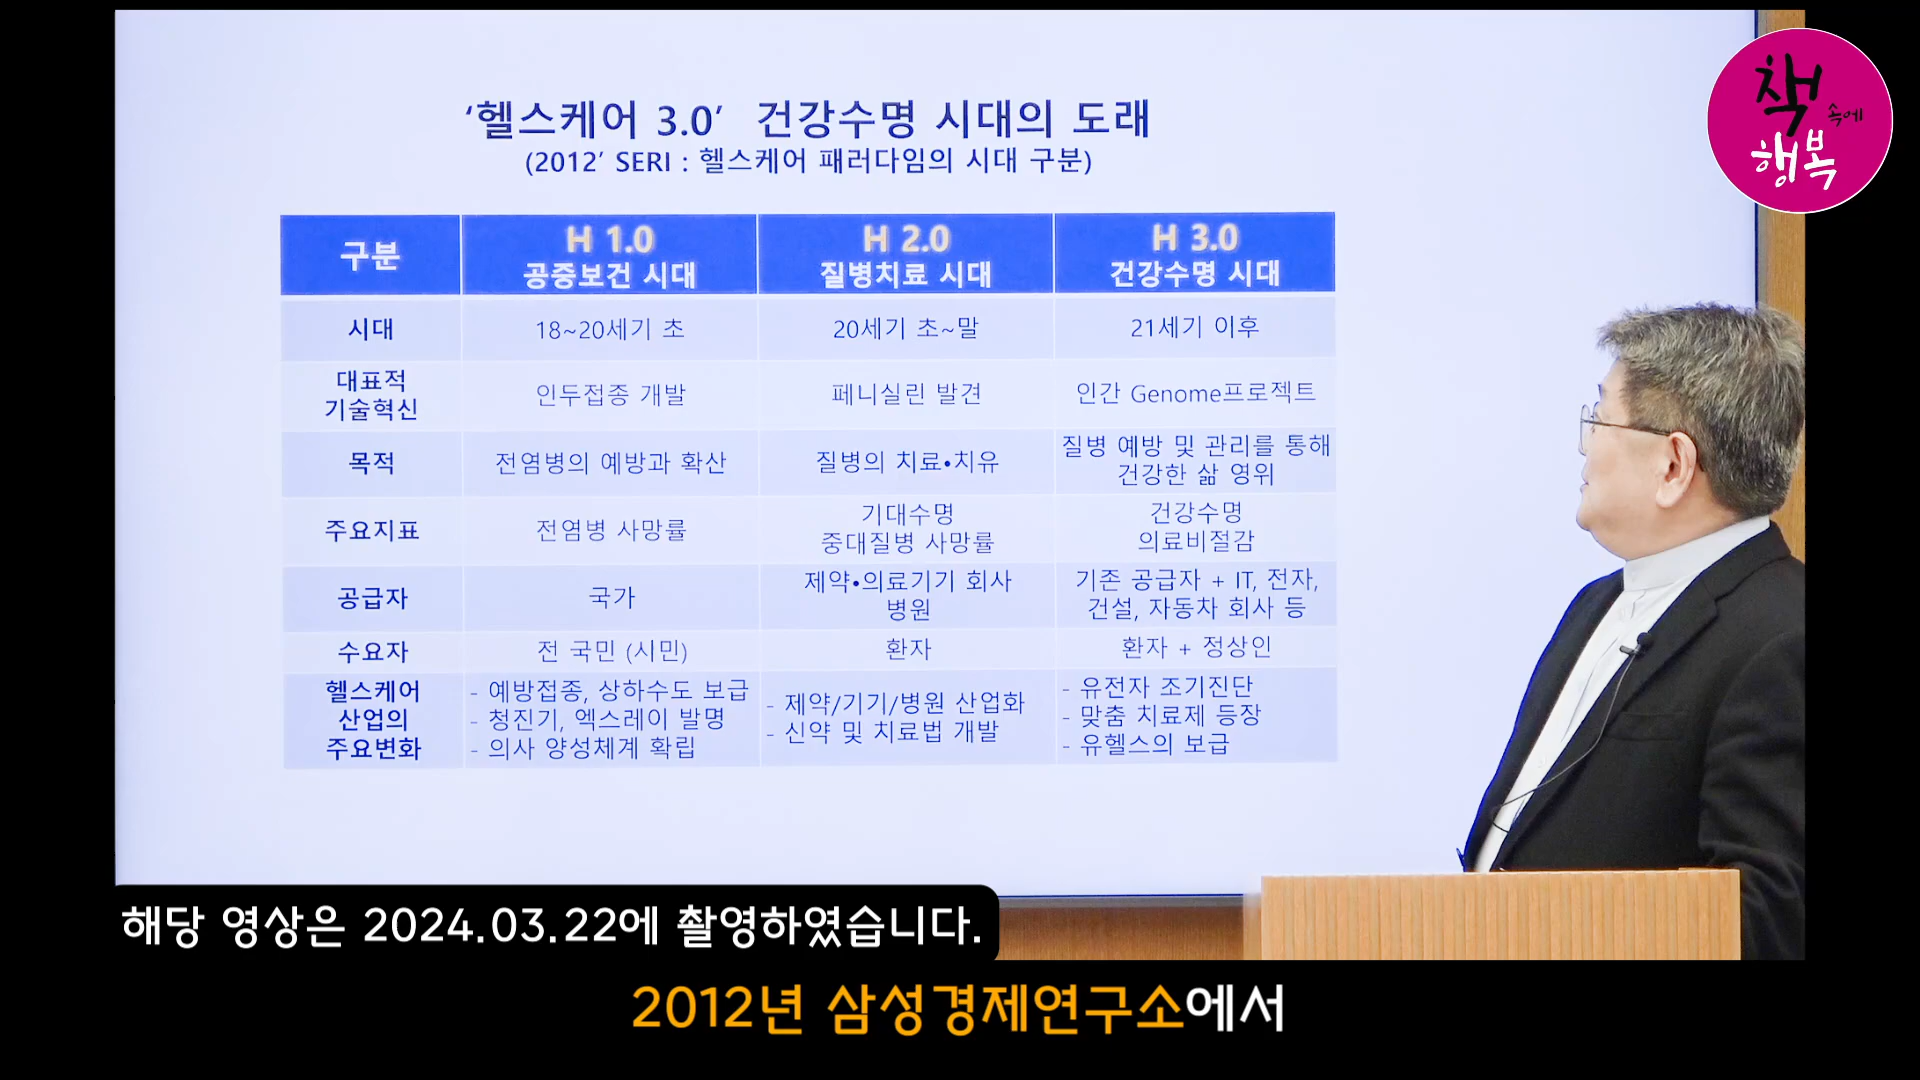 책
속에
행복
‘헬스케어 3.0’ 건강수명 시대의 도래
(2012’ SERI : 헬스케어 패러다임의 시대 구분)
구분
H 1.0
공중보건 시대
H 2.0
질병치료 시대
H 3.0
건강수명 시대
시대
18~20세기 초
20세기 초~말
21세기 이후
대표적
기술혁신
인두접종 개발
페니실린 발견
인간 Genome프로젝트
목적
전염병의 예방과 확산
질병의 치료•치유
질병 예방 및 관리를 통해
건강한 삶 영위
주요지표
전염병 사망률
기대수명
중대질병 사망률
건강수명
의료비절감
공급자
국가
제약•의료기기 회사
병원
기존 공급자 + IT, 전자,
건설, 자동차 회사 등
수요자
전 국민 (시민)
환자
환자 + 정상인
헬스케어
산업의
주요변화
- 예방접종, 상하수도 보급
- 청진기, 엑스레이 발명
- 의사 양성체계 확립
- 제약/기기/병원 산업화
- 신약 및 치료법 개발
- 유전자 조기진단
- 맞춤 치료제 등장
- 유헬스의 보급
해당 영상은 2024.03.22에 촬영하였습니다.
2012년 삼성경제연구소에서